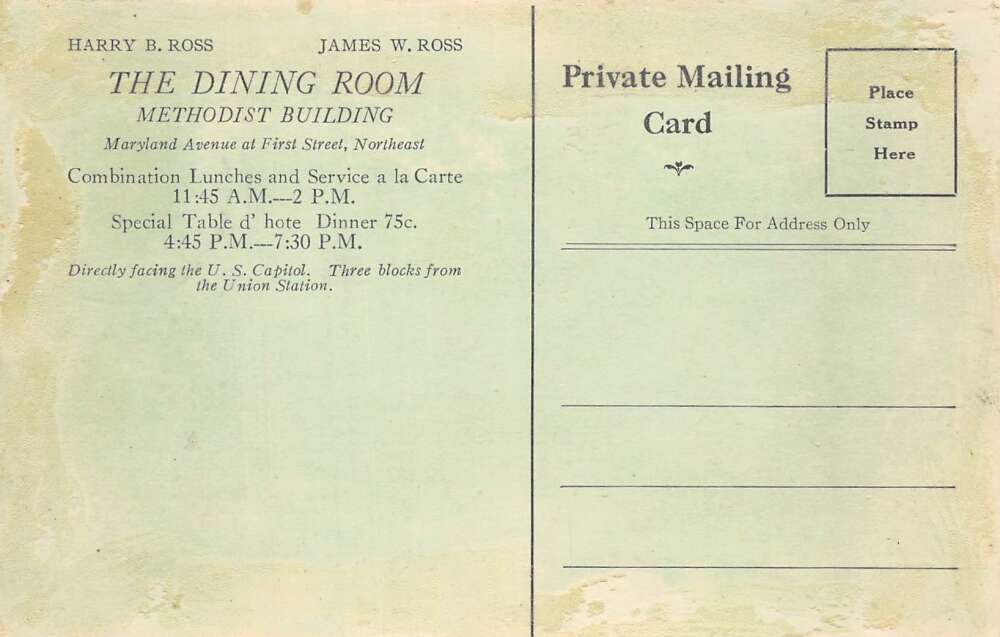 HARRY B. ROSS JAMES W. ROSS
THE DINING ROOM
METHODIST BUILDING
Maryland Avenue at First Street, Northeast
Combination Lunches and Service a la Carte
11:45 A.M.---2 P.M.
Special Table d' hote Dinner 75c.
4:45 P.M.---7:30 P.M.
Directly facing the U. S. Capitol. Three blocks from
the Union Station.
Private Mailing
Card
Place
Stamp
Here
This Space For Address Only